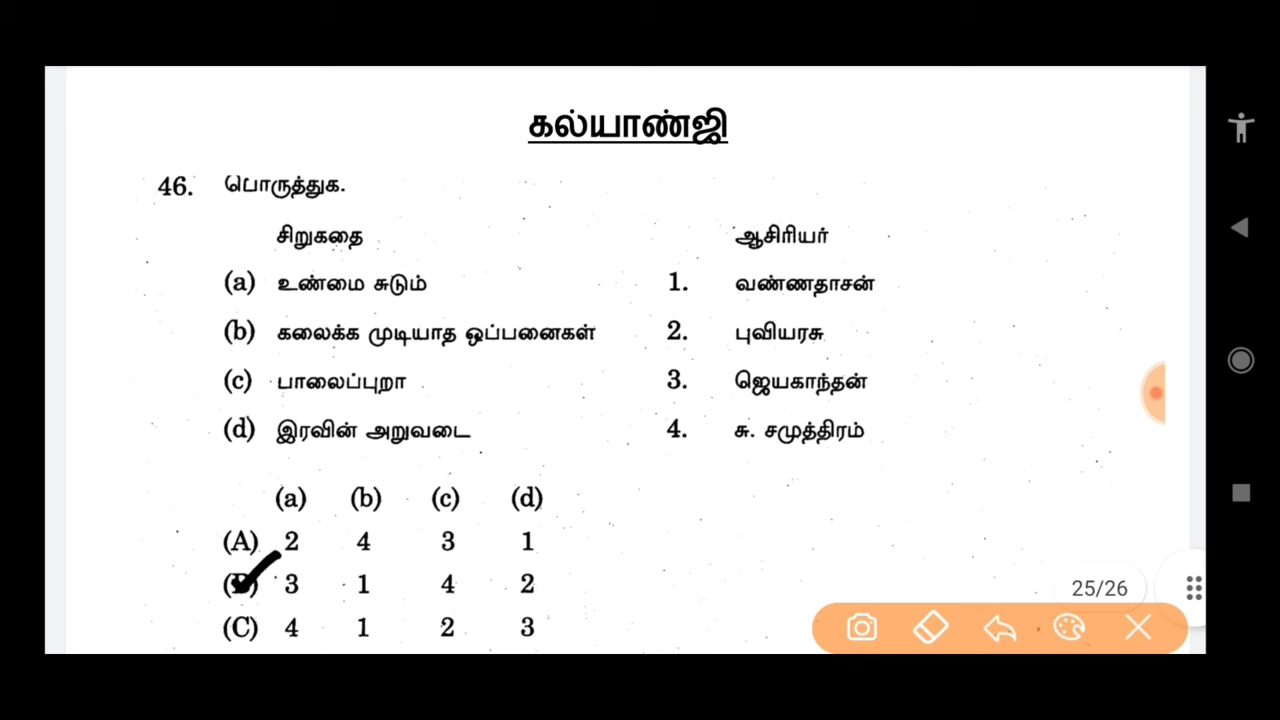 கல்யாண்ஜி
46. பொருத்துக.
சிறுகதை ஆசிரியர்
(a) உண்மை சுடும் 1. வண்ணதாசன்
(b) கலைக்க முடியாத ஒப்பனைகள் 2. புவியரசு
(c) பாலைப்புறா 3. ஜெயகாந்தன்
(d) இரவின் அறுவடை 4. சு. சமுத்திரம்
(a) (b) (c) (d)
(A) 2 4 3 1
(B) 3 1 4 2
(C) 4 1 2 3
25/26